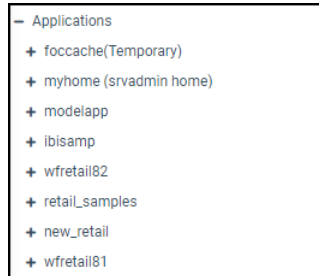 Applications
foccache(Temporary)
myhome (srvadmin home)
modelapp
ibisamp
wfretail82
retail_samples
new_retail
wfretail81